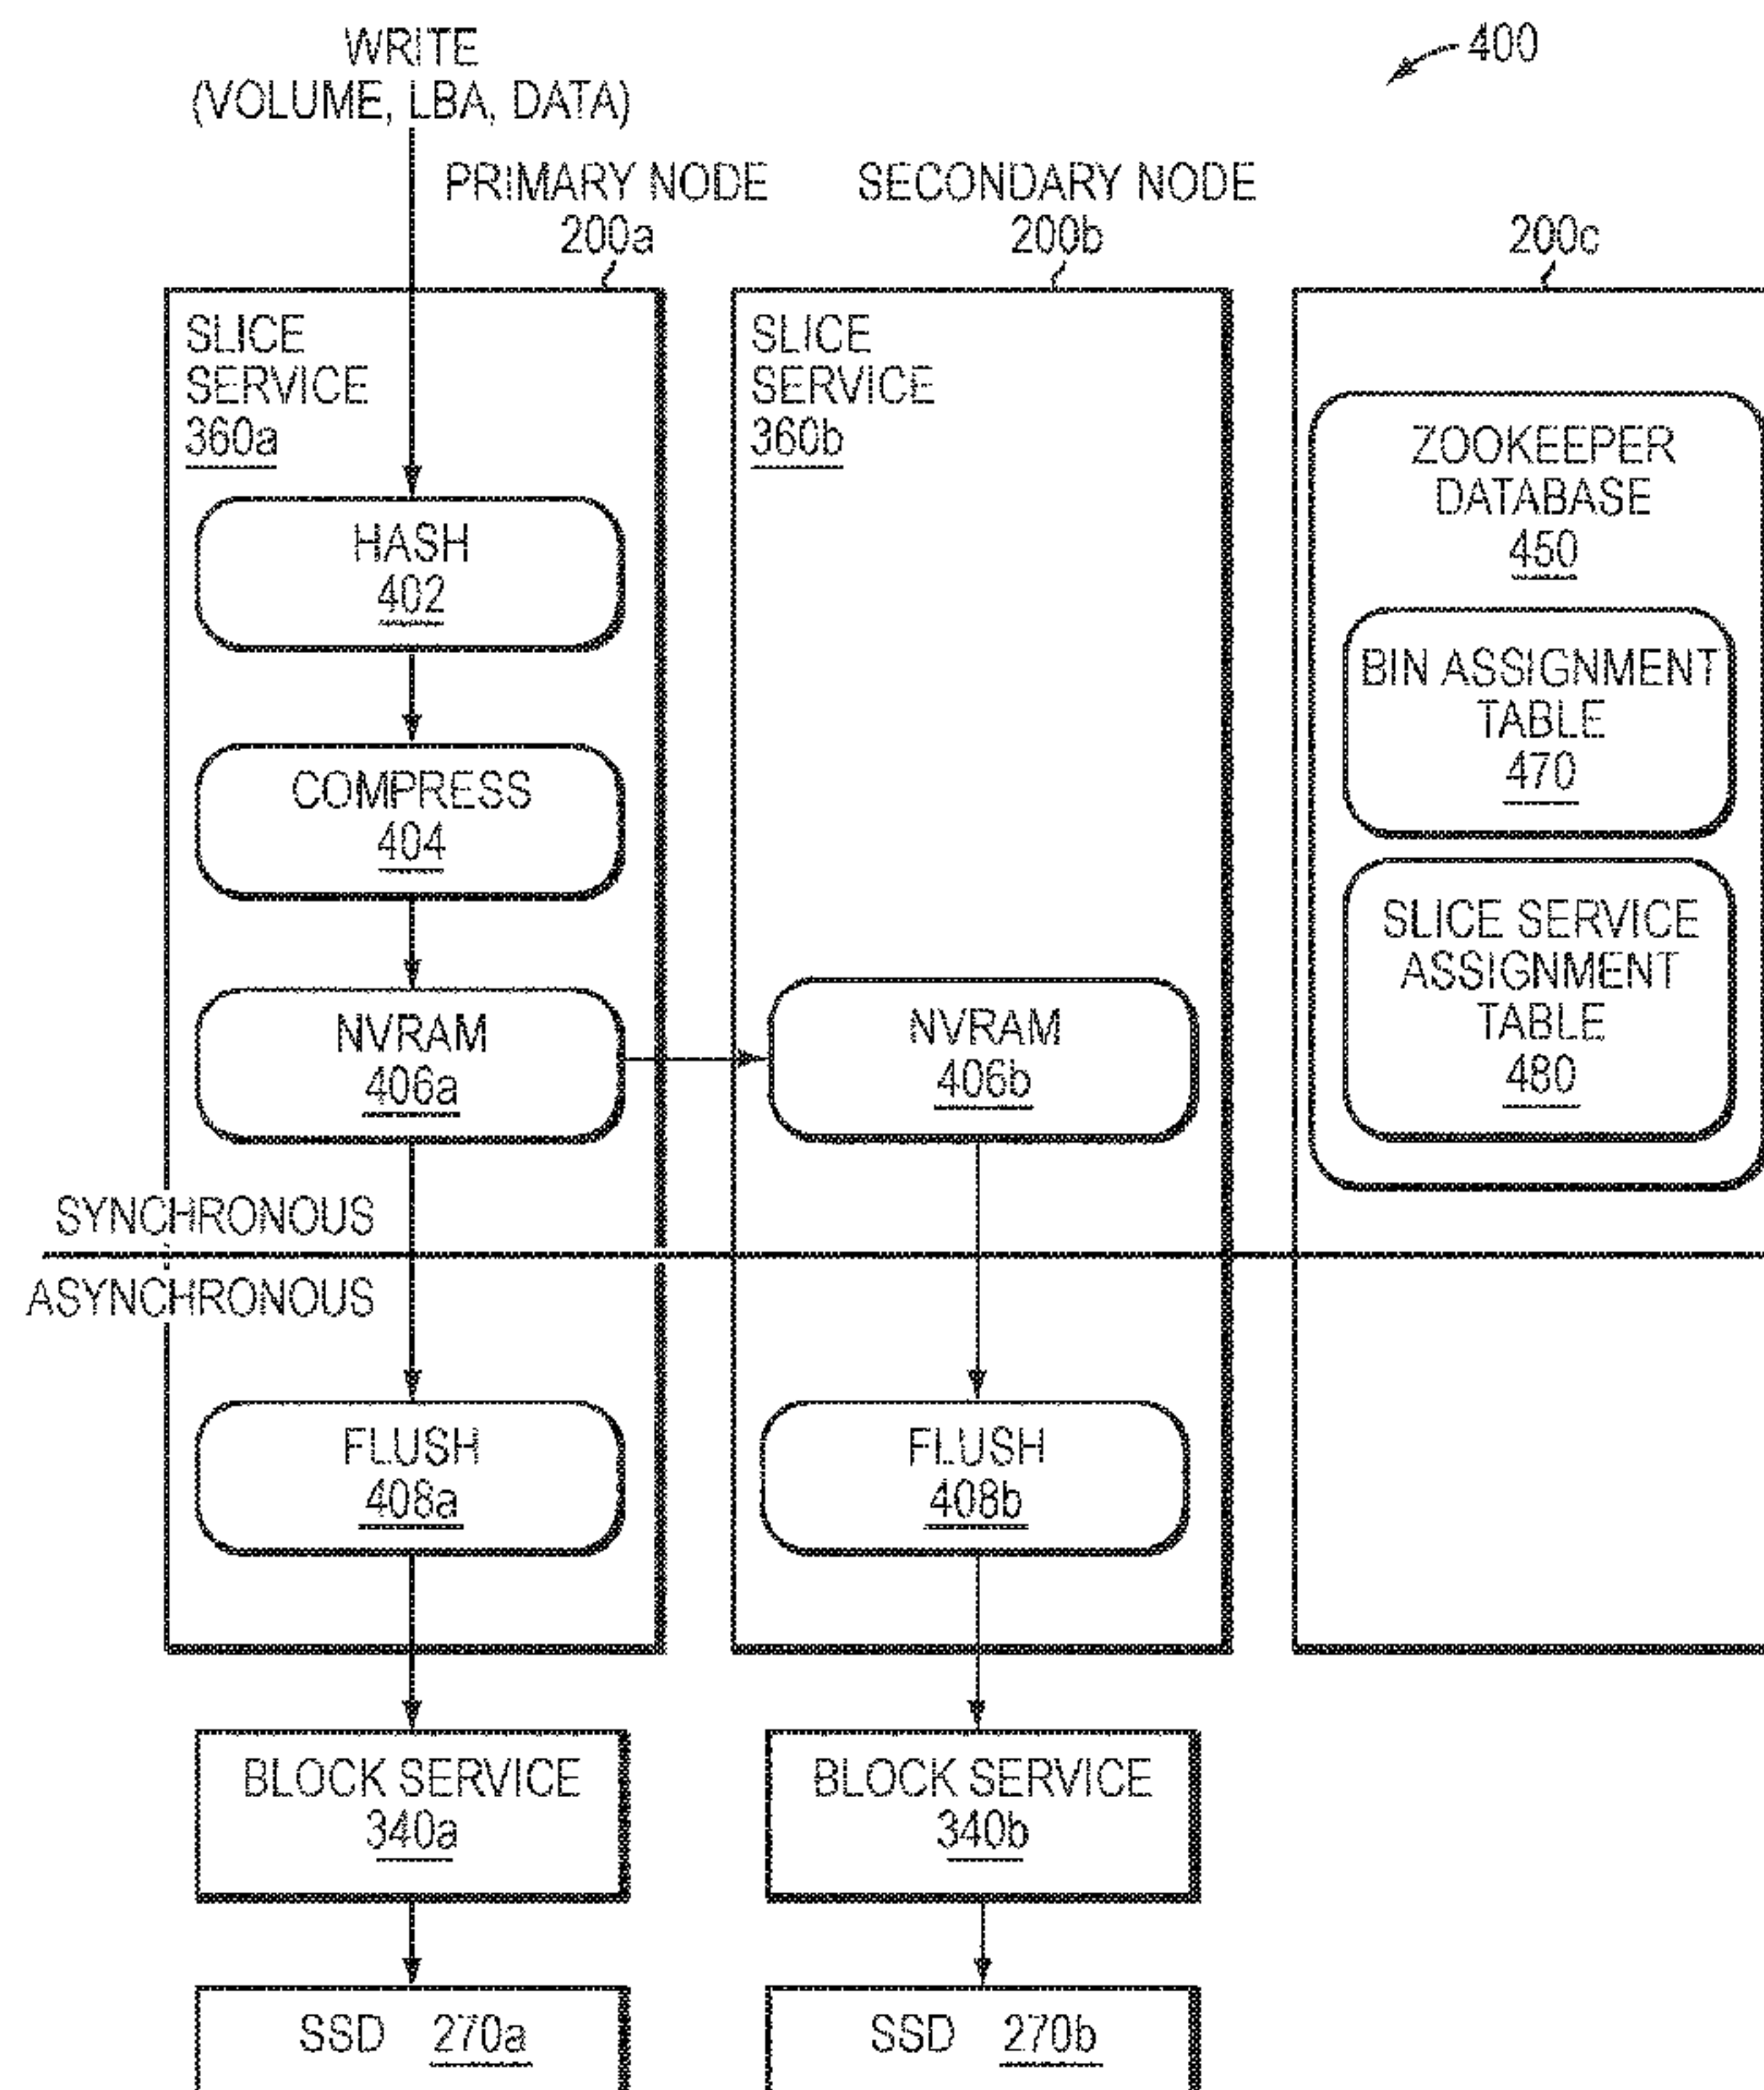 400
WRITE
(VOLUME, LBA, DATA)
PRIMARY NODE
200a
SECONDARY NODE
200b
200c
SLICE
SERVICE
360a
HASH
402
COMPRESS
404
NVRAM
406a
SLICE
SERVICE
360b
NVRAM
406b
ZOOKEEPER
DATABASE
450
BIN ASSIGNMENT
TABLE
470
SLICE SERVICE
ASSIGNMENT
TABLE
480
SYNCHRONOUS
ASYNCHRONOUS
FLUSH
408a
FLUSH
408b
BLOCK SERVICE
340a
BLOCK SERVICE
340b
SSD 270a
SSD 270b